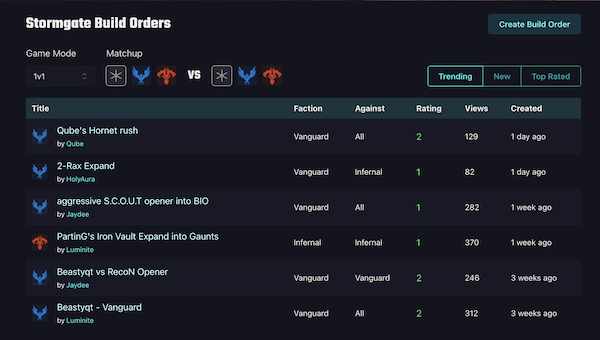 Stormgate Build Orders
Create Build Order
Game Mode
Matchup
1v1
VS
Trending New Top Rated
Title Faction Against Rating Views Created
Qube's Hornet rush
by Qube
Vanguard All 2 129 1 day ago
2-Rax Expand
by HolyAura
Vanguard Infernal 1 82 1 day ago
aggressive S.C.O.U.T opener into BIO
by Jaydee
Vanguard All 1 282 1 week ago
PartinG's Iron Vault Expand into Gaunts
by Luminite
Infernal Infernal 1 370 1 week ago
Beastyqt vs RecoN Opener
by Jaydee
Vanguard Vanguard 2 246 3 weeks ago
Beastyqt - Vanguard
by Luminite
Vanguard All 2 312 3 weeks ago